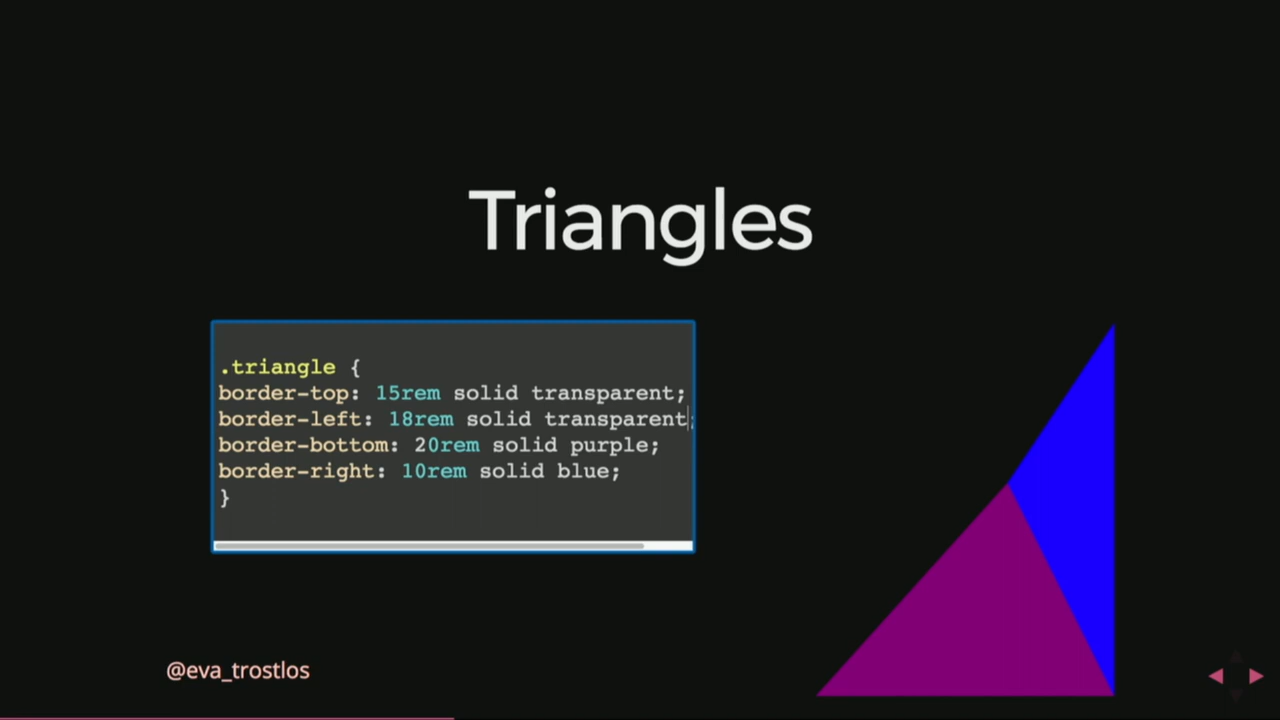 Triangles
.triangle {
border-top: 15rem solid transparent;
border-left: 18rem solid transparent;
border-bottom: 20rem solid purple;
border-right: 10rem solid blue;
}
@eva_trostlos